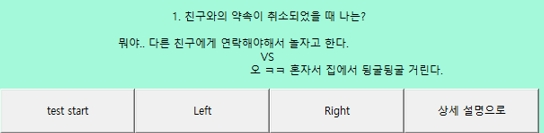 1. 친구와의 약속이 취소되었을 때 나는?
뭐야.. 다른 친구에게 연락해야해서 놀자고 한다.
VS
오 ㅋㅋ 혼자서 집에서 뒹굴뒹굴 거린다.
test start
Left
Right
상세 설명으로